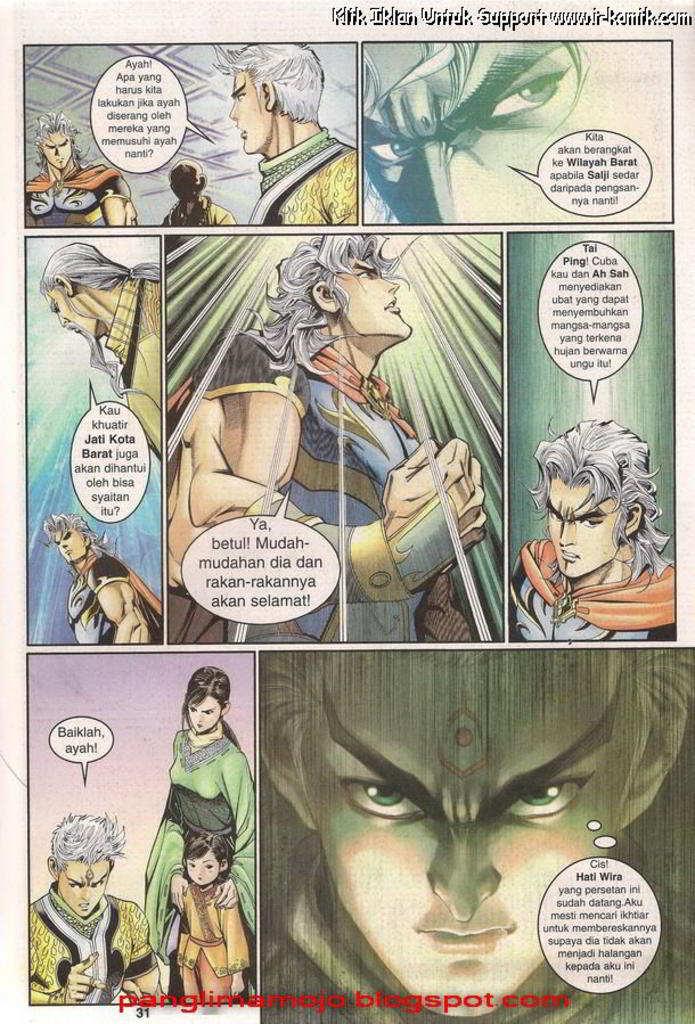 Klik Iklan Untuk Support www.i-komik.com
Ayah!
Apa yang
harus kita
lakukan jika ayah
diserang oleh
mereka yang
memusuhi ayah
nanti?
Kita
akan berangkat
ke Wilayah Barat
apabila Salji sedar
daripada pengsan-
nya nanti!
Kau
khuatir
Jati Kota
Barat juga
akan dihantui
oleh bisa
syaitan
itu?
Ya,
betul! Mudah-
mudahan dia dan
rakan-rakannya
akan selamat!
Tai
Ping! Cuba
kau dan Ah Sah
menyediakan
ubat yang dapat
menyembuhkan
mangsa-mangsa
yang terkena
hujan berwarna
ungu itu!
Baiklah,
ayah!
Cis!
Hati Wira
yang persetan ini
sudah datang.Aku
mesti mencari ikhtiar
untuk membereskannya
supaya dia tidak akan
menjadi halangan
kepada aku ini
nanti!
panglimamojo.blogspot.com
31